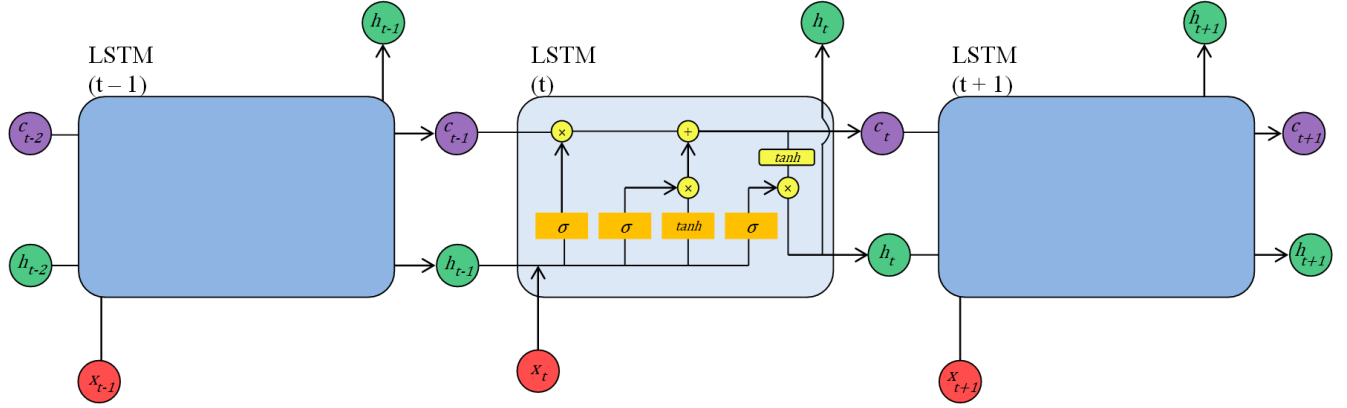 h_{t-1}
h_t
h_{t+1}
LSTM
(t – 1)
LSTM
(t)
LSTM
(t + 1)
c_{t-2}
c_{t-1}
×
+
c_t
c_{t+1}
tanh
×
×
σ
σ
tanh
σ
h_{t-2}
h_{t-1}
h_t
h_{t+1}
x_{t-1}
x_t
x_{t+1}